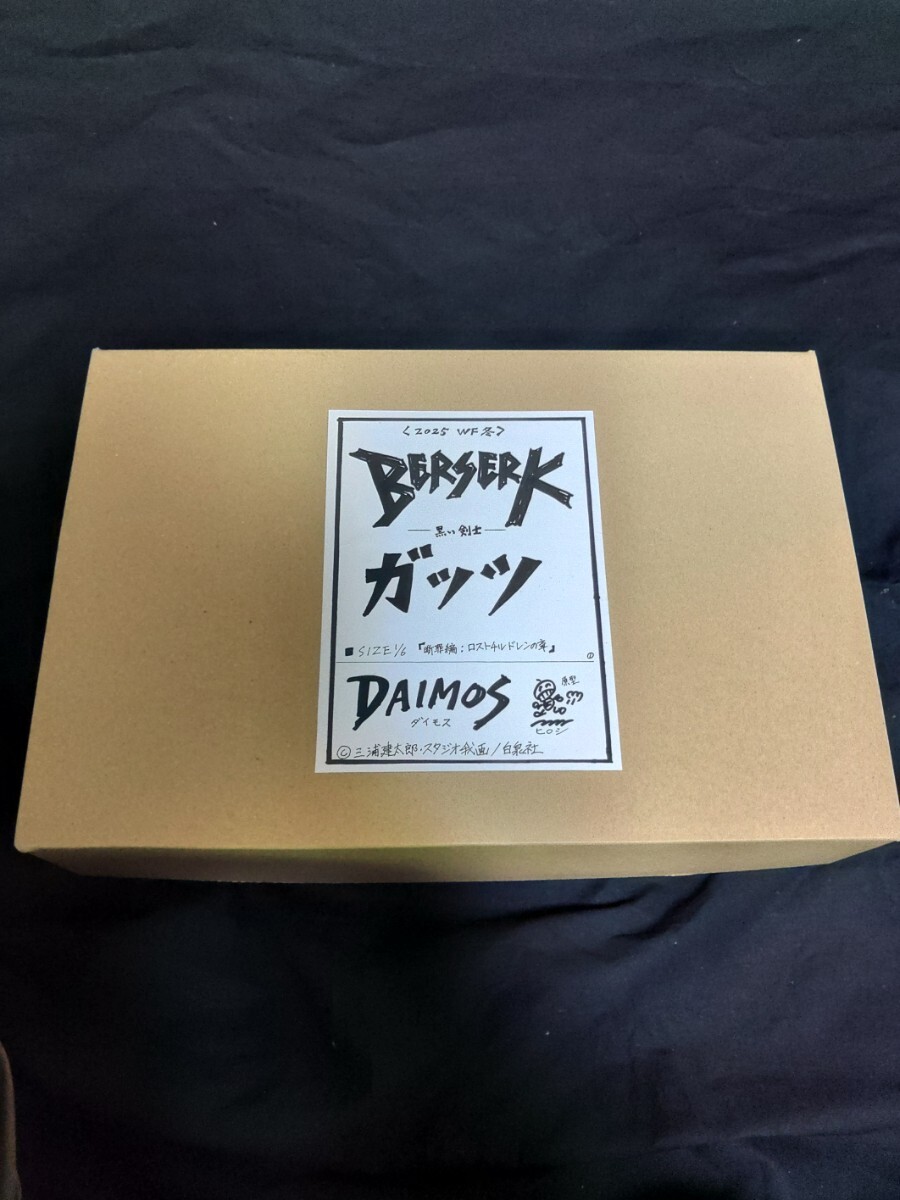 <2025 WF冬>
BERSERK
― 黒い剣士 ―
ガッツ
■ SIZE 1/6 『断罪編:ロストチルドレンの章』
DAIMOS
ダイモス
原型
ヒロシ
© 三浦建太郎・スタジオ我画/白泉社